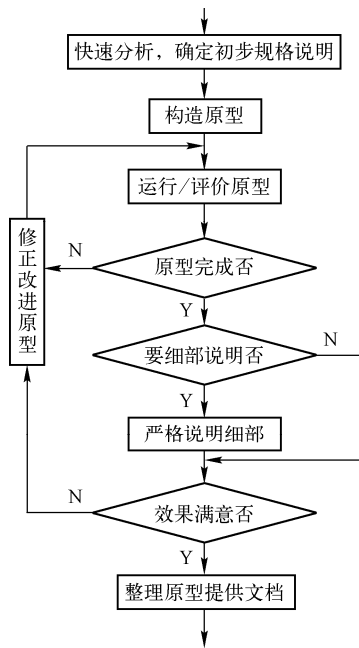 快速分析，确定初步规格说明
构造原型
运行/评价原型
修正改进原型
N
原型完成否
Y
要细部说明否
N
Y
严格说明细部
N
效果满意否
Y
整理原型提供文档